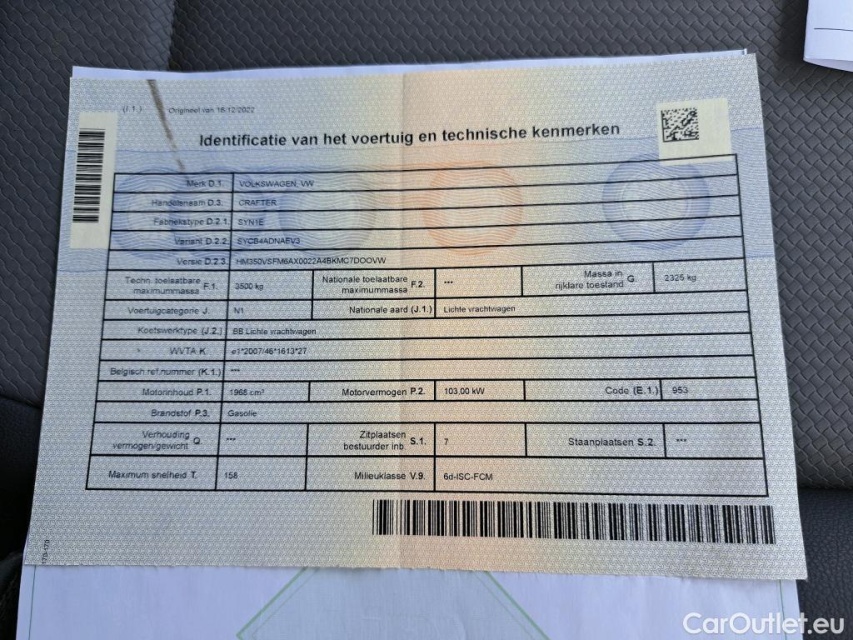 (I.1.) Origineel van 16/12/2022
Identificatie van het voertuig en technische kenmerken
Merk D.1. VOLKSWAGEN, VW
Handelsnaam D.3. CRAFTER
Fabriekstype D.2.1. SYN1E
Variant D.2.2. SYCB4ADNAEV3
Versie D.2.3. HM350VSFM6AX0022A4BKMC7DOOVW
Techn. toelaatbare maximummassa F.1. 3500 kg Nationale toelaatbare maximummassa F.2. *** Massa in rijklare toestand G 2325 kg
Voertuigcategorie J. N1 Nationale aard (J.1.) Lichte vrachtwagen
Koetswerktype (J.2.) BB Lichte vrachtwagen
WVTA K. e1*2007/46*1613*27
Belgisch ref.nummer (K.1.) ***
Motorinhoud P.1. 1968 cm³ Motorvermogen P.2. 103,00 kW Code (E.1.) 953
Brandstof P.3. Gasolie
Verhouding vermogen/gewicht Q. *** Zitplaatsen bestuurder inb. S.1. 7 Staanplaatsen S.2. ***
Maximum snelheid T. 158 Milieuklasse V.9. 6d-ISC-FCM
CarOutlet.eu